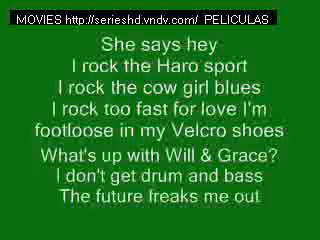 MOVIES http://serieshd.vndv.com/ PELICULAS
She says hey
I rock the Haro sport
I rock the cow girl blues
I rock too fast for love I'm
footloose in my Velcro shoes
What's up with Will & Grace?
I don't get drum and bass
The future freaks me out